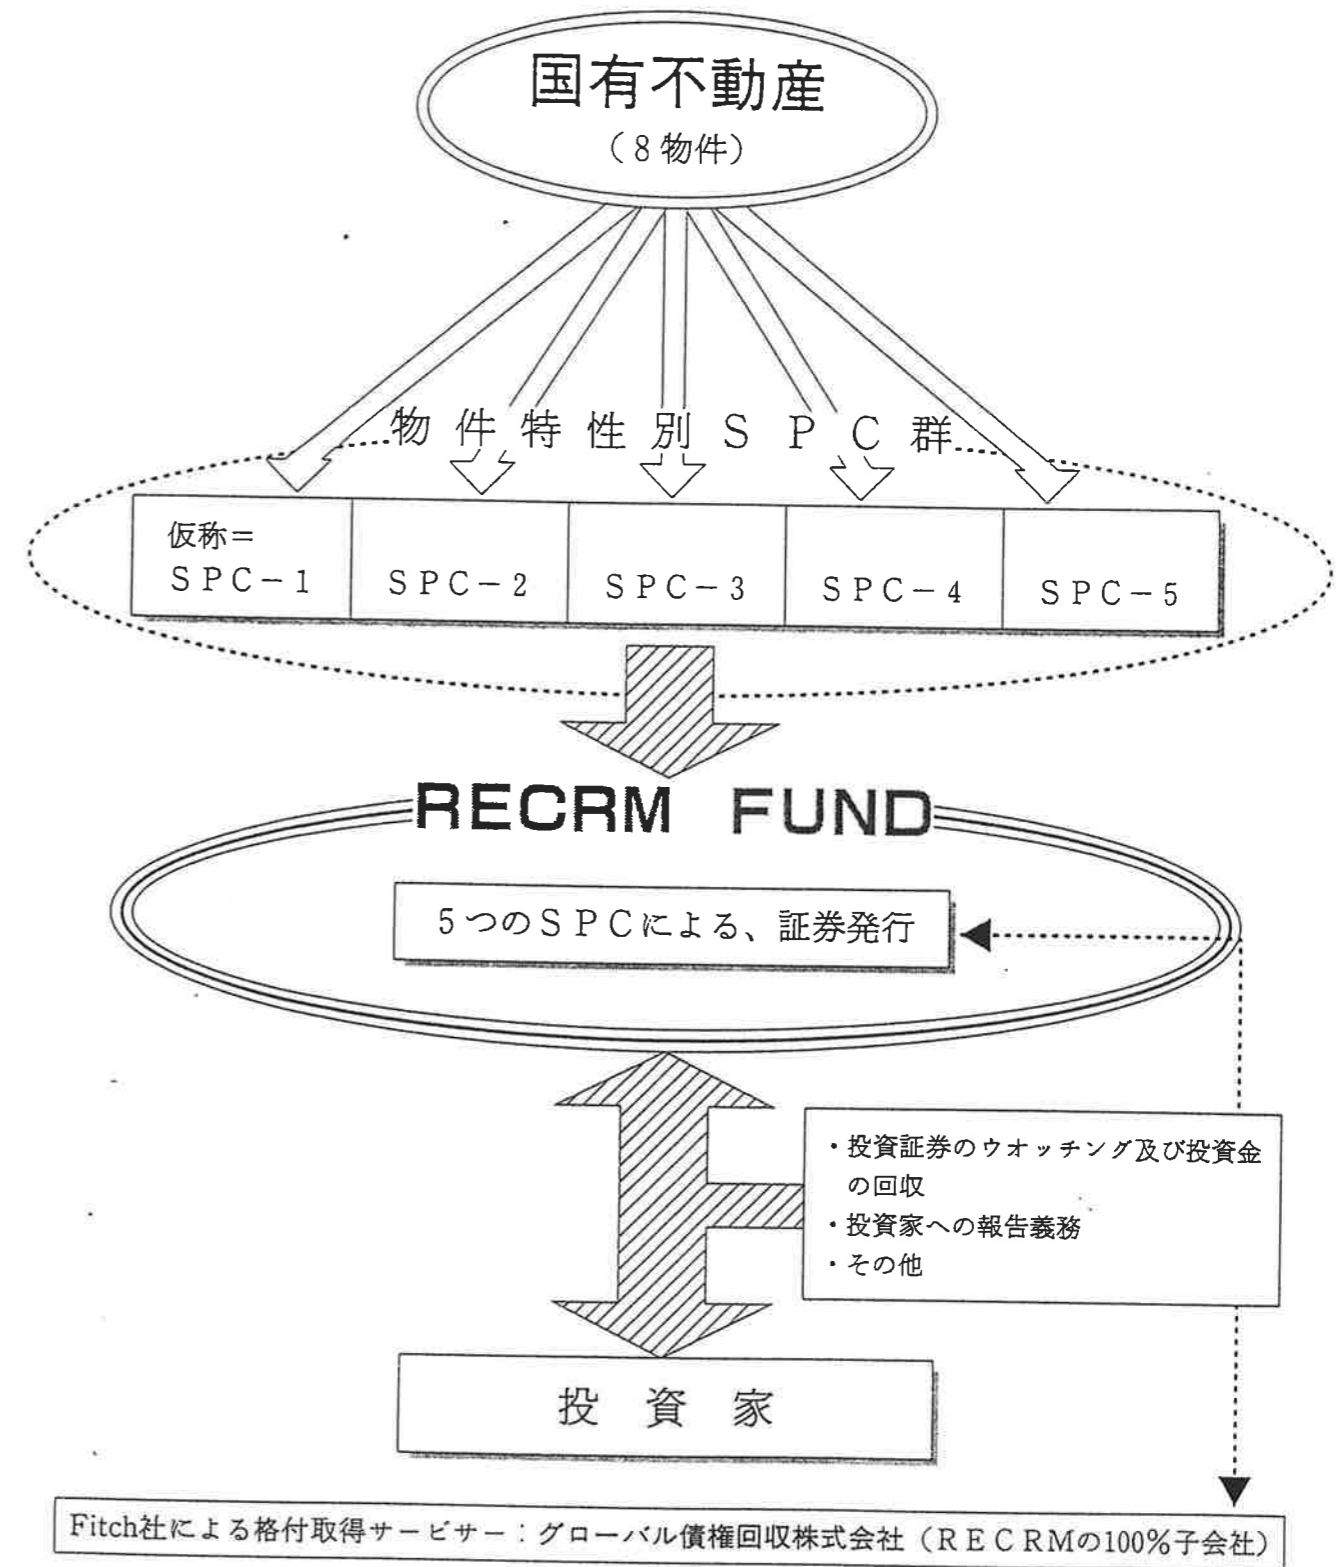 国有不動産
（8物件）
物件特性別ＳＰＣ群
仮称＝
ＳＰＣ－1
ＳＰＣ－2
ＳＰＣ－3
ＳＰＣ－4
ＳＰＣ－5
RECRM FUND
5つのＳＰＣによる、証券発行
・投資証券のウオッチング及び投資金
の回収
・投資家への報告義務
・その他
投資家
Fitch社による格付取得サービサー：グローバル債権回収株式会社（ＲＥＣＲＭの100%子会社）